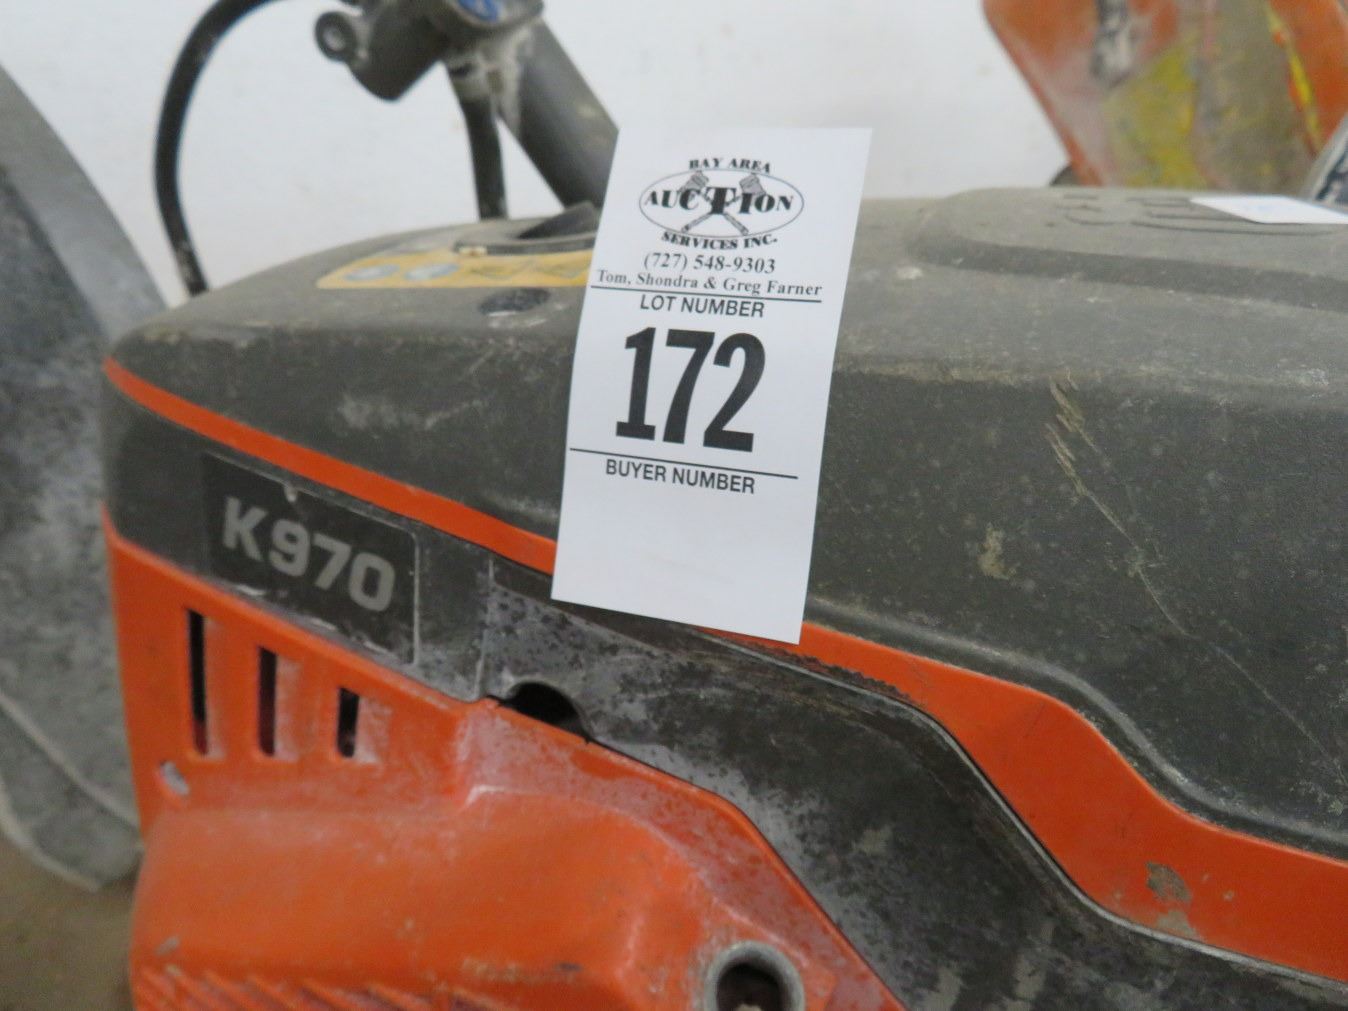 BAY AREA
AUCTION
SERVICES INC.
(727) 548-9303
Tom, Shondra & Greg Farner
LOT NUMBER
172
BUYER NUMBER
K970